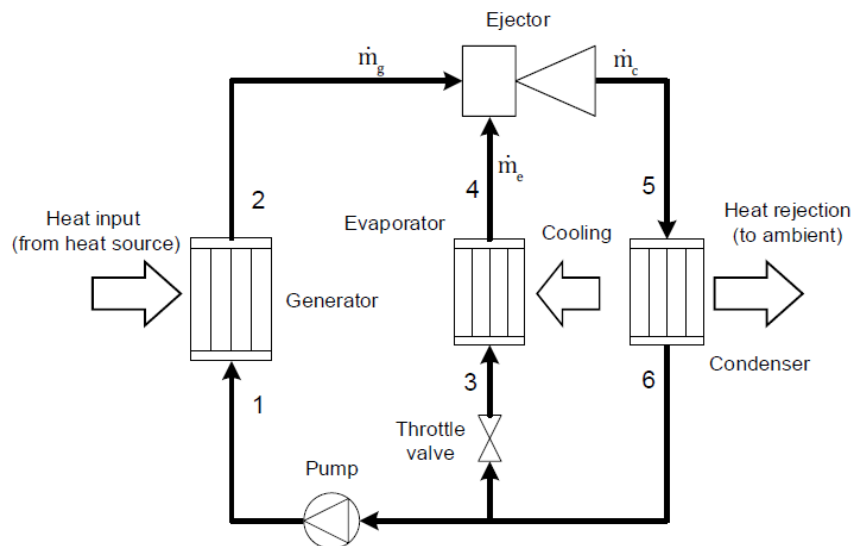 Ejector
ṁg
ṁc
2
4
ṁe
5
Heat input
(from heat source)
Evaporator
Cooling
Heat rejection
(to ambient)
Generator
1
3
6
Condenser
Throttle
valve
Pump